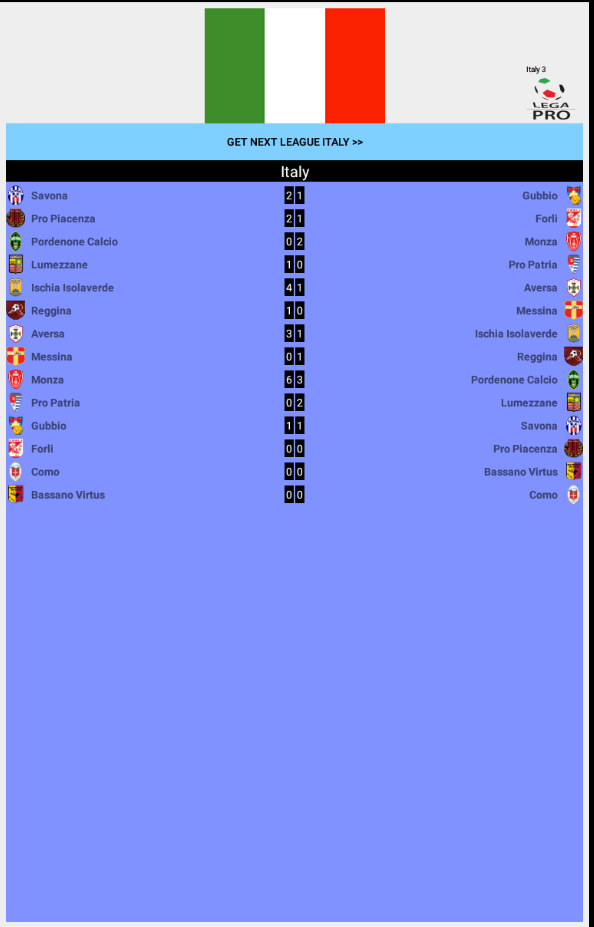 Italy 3
LEGA
PRO
GET NEXT LEAGUE ITALY >>
Italy
Savona 2 1 Gubbio
Pro Piacenza 2 1 Forli
Pordenone Calcio 0 2 Monza
Lumezzane 1 0 Pro Patria
Ischia Isolaverde 4 1 Aversa
Reggina 1 0 Messina
Aversa 3 1 Ischia Isolaverde
Messina 0 1 Reggina
Monza 6 3 Pordenone Calcio
Pro Patria 0 2 Lumezzane
Gubbio 1 1 Savona
Forli 0 0 Pro Piacenza
Como 0 0 Bassano Virtus
Bassano Virtus 0 0 Como